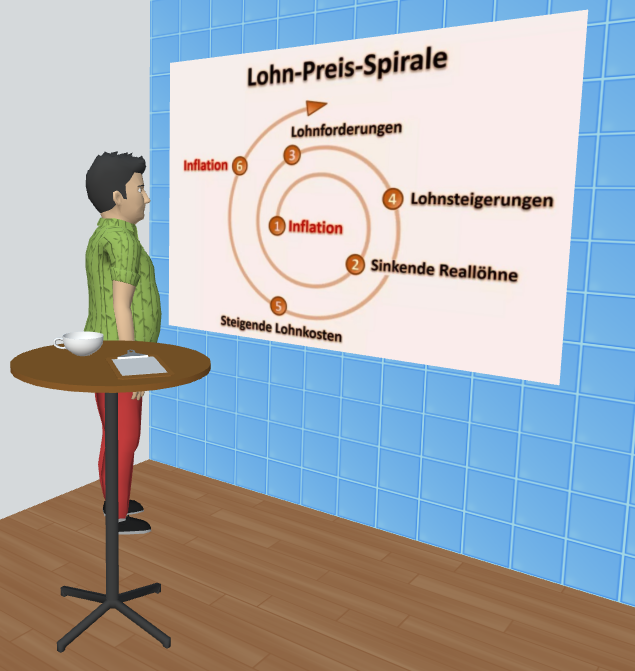 Lohn-Preis-Spirale
Lohnforderungen
3
Inflation 6
4 Lohnsteigerungen
1 Inflation
2 Sinkende Reallöhne
5
Steigende Lohnkosten